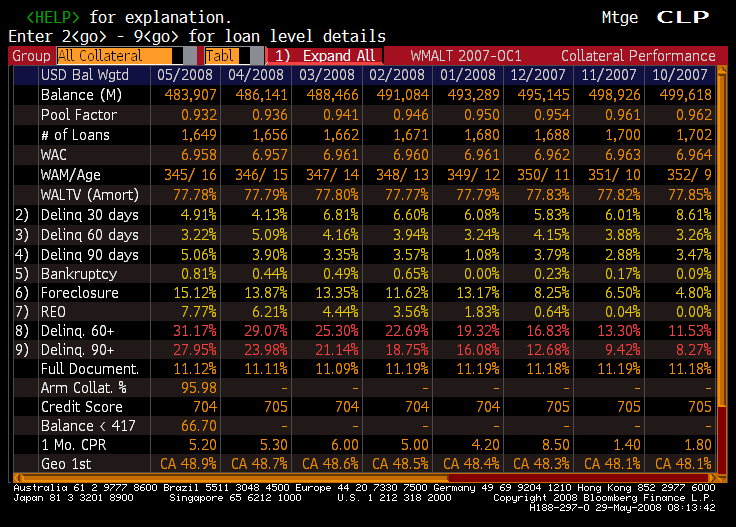 <HELP> for explanation. Mtge CLP
Enter 2<go> - 9<go> for loan level details
Group All Collateral Tabl 1) Expand All WMALT 2007-OC1 Collateral Performance
USD Bal Wgtd 05/2008 04/2008 03/2008 02/2008 01/2008 12/2007 11/2007 10/2007
Balance (M) 483,907 486,141 488,466 491,084 493,289 495,145 498,926 499,618
Pool Factor 0.932 0.936 0.941 0.946 0.950 0.954 0.961 0.962
# of Loans 1,649 1,656 1,662 1,671 1,680 1,688 1,700 1,702
WAC 6.958 6.957 6.961 6.960 6.961 6.962 6.963 6.964
WAM/Age 345/ 16 346/ 15 347/ 14 348/ 13 349/ 12 350/ 11 351/ 10 352/ 9
WALTV (Amort) 77.78% 77.79% 77.80% 77.77% 77.79% 77.83% 77.82% 77.85%
2) Delinq 30 days 4.91% 4.13% 6.81% 6.60% 6.08% 5.83% 6.01% 8.61%
3) Delinq 60 days 3.22% 5.09% 4.16% 3.94% 3.24% 4.15% 3.88% 3.26%
4) Delinq 90 days 5.06% 3.90% 3.35% 3.57% 1.08% 3.79% 2.88% 3.47%
5) Bankruptcy 0.81% 0.44% 0.49% 0.65% 0.00% 0.23% 0.17% 0.09%
6) Foreclosure 15.12% 13.87% 13.35% 11.62% 13.17% 8.25% 6.50% 4.80%
7) REO 7.77% 6.21% 4.44% 3.56% 1.83% 0.64% 0.04% 0.00%
8) Delinq. 60+ 31.17% 29.07% 25.30% 22.69% 19.32% 16.83% 13.30% 11.53%
9) Delinq. 90+ 27.95% 23.98% 21.14% 18.75% 16.08% 12.68% 9.42% 8.27%
Full Document. 11.12% 11.11% 11.09% 11.19% 11.19% 11.18% 11.19% 11.18%
Arm Collat. % 95.98 - - - - - - -
Credit Score 704 705 704 704 704 705 705 705
Balance < 417 66.70 - - - - - - -
1 Mo. CPR 5.20 5.30 6.00 5.00 4.20 8.50 1.40 1.80
Geo 1st CA 48.9% CA 48.7% CA 48.6% CA 48.5% CA 48.4% CA 48.3% CA 48.1% CA 48.1%
Australia 61 2 9777 8600 Brazil 5511 3048 4500 Europe 44 20 7330 7500 Germany 49 69 9204 1210 Hong Kong 852 2977 6000
Japan 81 3 3201 8900 Singapore 65 6212 1000 U.S. 1 212 318 2000 Copyright 2008 Bloomberg Finance L.P.
H188-297-0 29-May-2008 08:13:42